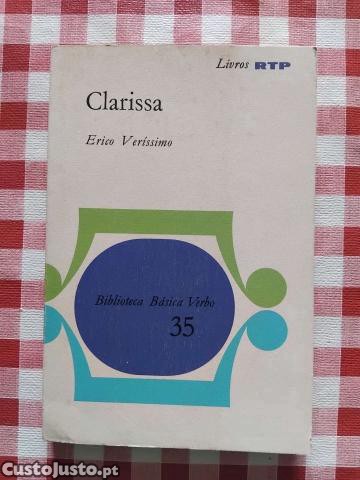 Livros RTP
Clarissa
Erico Veríssimo
Biblioteca Básica Verbo
35
CustoJusto.pt